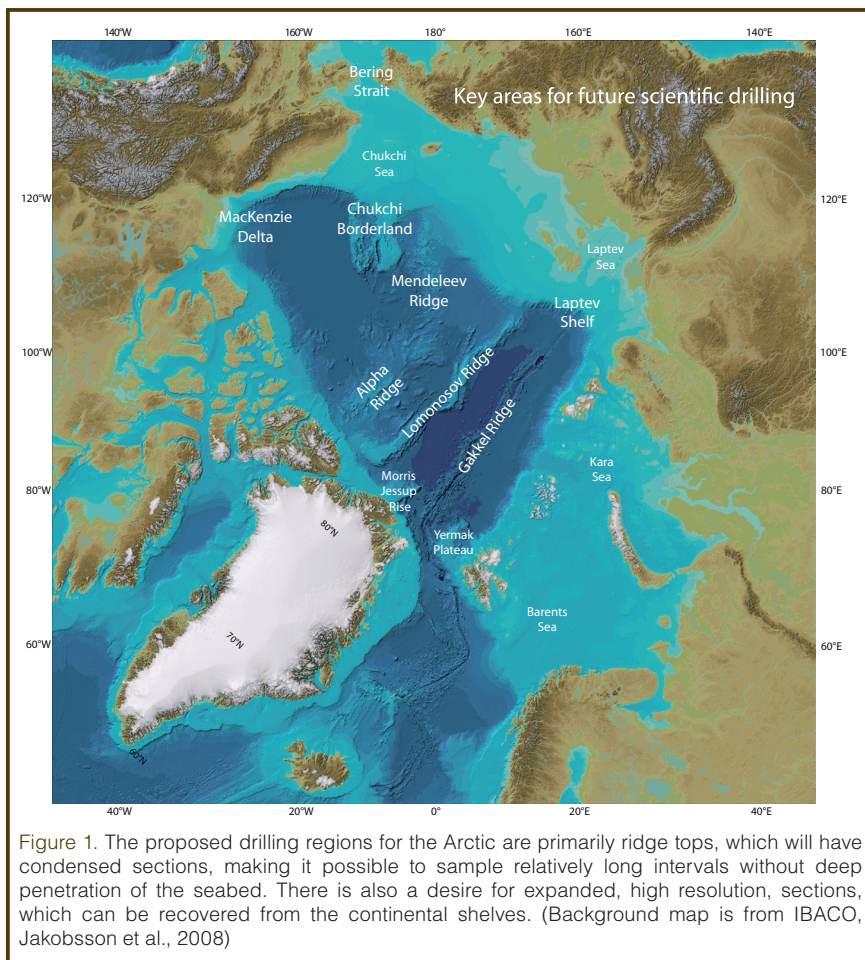 140°W 160°W 180° 160°E 140°E
Bering
Strait
Key areas for future scientific drilling
Chukchi
Sea
120°W
120°E
MacKenzie
Delta
Chukchi
Borderland
Laptev
Sea
Mendeleev
Ridge
Laptev
Shelf
100°W
100°E
Alpha
Ridge
Lomonosov Ridge
Gakkel Ridge
Kara
Sea
Morris
Jessup
Rise
80°W
80°E
80°N
Yermak
Plateau
Barents
Sea
70°N
60°W
60°E
60°N
40°W 20°W 0° 20°E 40°E
Figure 1. The proposed drilling regions for the Arctic are primarily ridge tops, which will have
condensed sections, making it possible to sample relatively long intervals without deep
penetration of the seabed. There is also a desire for expanded, high resolution, sections,
which can be recovered from the continental shelves. (Background map is from IBACO,
Jakobsson et al., 2008)